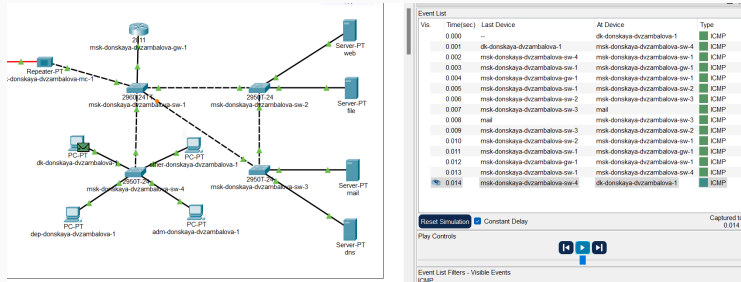 2811
msk-donskaya-dvzambalova-gw-1
Server-PT
web
Repeater-PT
-donskaya-dvzambalova-mc-1
2960-24TT
msk-donskaya-dvzambalova-sw-1
2950T-24
msk-donskaya-dvzambalova-sw-2
Server-PT
file
PC-PT
dk-donskaya-dvzambalova-1
PC-PT
2950T-24
msk-donskaya-dvzambalova-sw-4
2950T-24
msk-donskaya-dvzambalova-sw-3
Server-PT
mail
PC-PT
dep-donskaya-dvzambalova-1
PC-PT
adm-donskaya-dvzambalova-1
Server-PT
dns
Event List
Vis. Time(sec) Last Device At Device Type
0.000 -- dk-donskaya-dvzambalova-1 ICMP
0.001 dk-donskaya-dvzambalova-1 msk-donskaya-dvzambalova-sw-4 ICMP
0.002 msk-donskaya-dvzambalova-sw-4 msk-donskaya-dvzambalova-sw-1 ICMP
0.003 msk-donskaya-dvzambalova-sw-1 msk-donskaya-dvzambalova-gw-1 ICMP
0.004 msk-donskaya-dvzambalova-gw-1 msk-donskaya-dvzambalova-sw-1 ICMP
0.005 msk-donskaya-dvzambalova-sw-1 msk-donskaya-dvzambalova-sw-2 ICMP
0.006 msk-donskaya-dvzambalova-sw-2 msk-donskaya-dvzambalova-sw-3 ICMP
0.007 msk-donskaya-dvzambalova-sw-3 mail ICMP
0.008 mail msk-donskaya-dvzambalova-sw-3 ICMP
0.009 msk-donskaya-dvzambalova-sw-3 msk-donskaya-dvzambalova-sw-2 ICMP
0.010 msk-donskaya-dvzambalova-sw-2 msk-donskaya-dvzambalova-sw-1 ICMP
0.011 msk-donskaya-dvzambalova-sw-1 msk-donskaya-dvzambalova-gw-1 ICMP
0.012 msk-donskaya-dvzambalova-gw-1 msk-donskaya-dvzambalova-sw-1 ICMP
0.013 msk-donskaya-dvzambalova-sw-1 msk-donskaya-dvzambalova-sw-4 ICMP
0.014 msk-donskaya-dvzambalova-sw-4 dk-donskaya-dvzambalova-1 ICMP
Reset Simulation Constant Delay Captured to
0.014
Play Controls
Event List Filters - Visible Events
ICMP